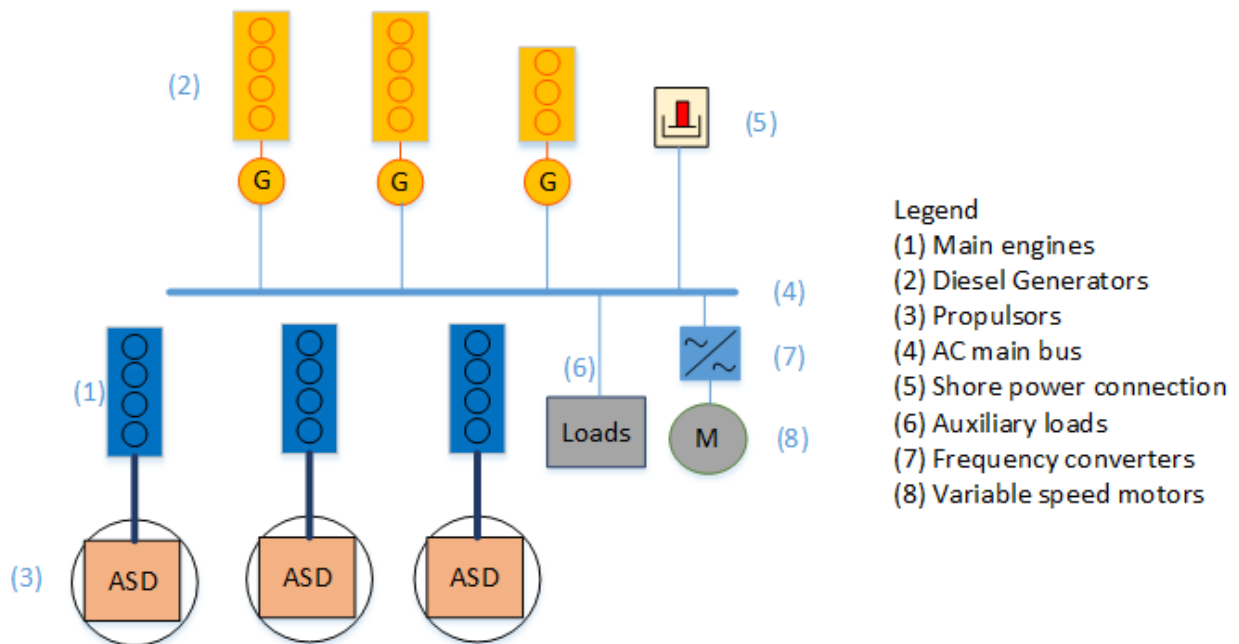 (2)
(5)
G
G
G
Legend
(1) Main engines
(2) Diesel Generators
(3) Propulsors
(4) AC main bus
(5) Shore power connection
(6) Auxiliary loads
(7) Frequency converters
(8) Variable speed motors
(4)
(7)
(6)
(1)
Loads
M
(8)
ASD
ASD
ASD
(3)